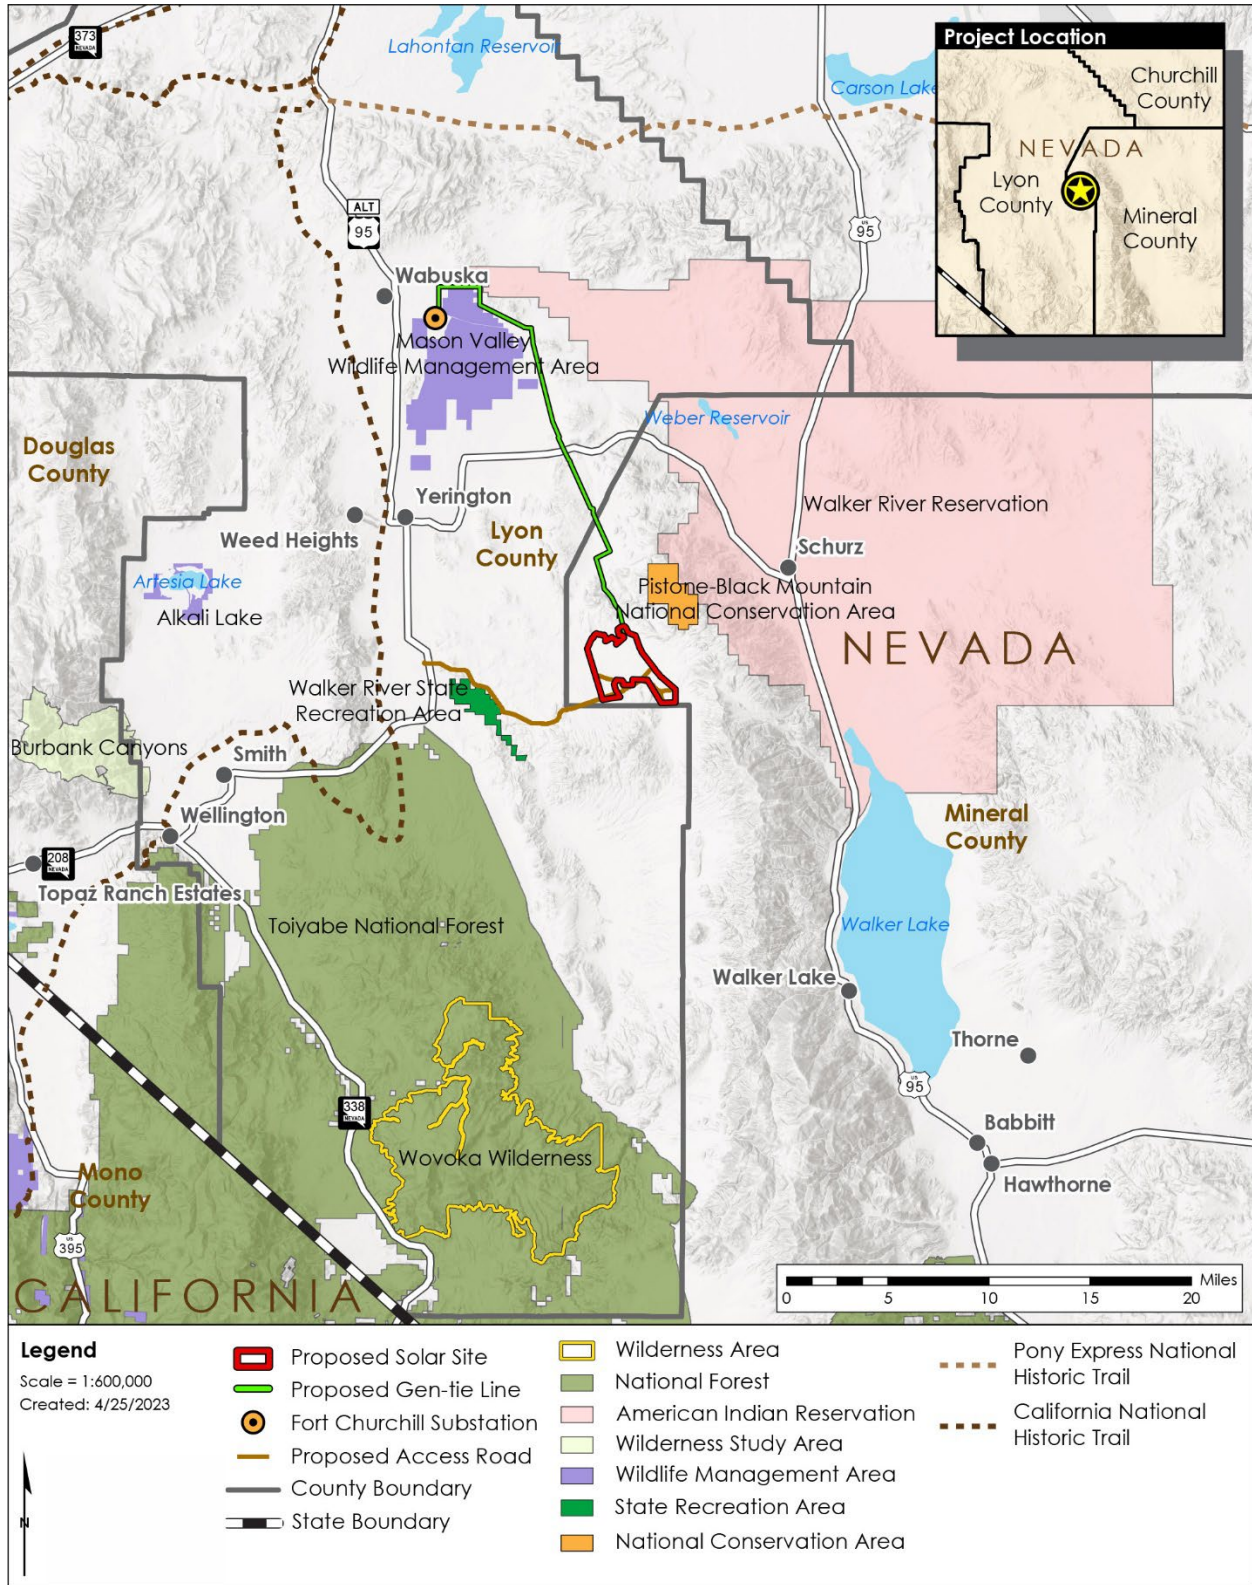 373
NEVADA
Lahontan Reservoir
Carson Lake
Project Location
Churchill
County
NEVADA
Lyon
County
Mineral
County
ALT
95
US
95
Wabuska
Mason Valley
Wildlife Management Area
Weber Reservoir
Douglas
County
Yerington
Weed Heights
Lyon
County
Walker River Reservation
Schurz
Artesia Lake
Alkali Lake
Pistone-Black Mountain
National Conservation Area
NEVADA
Walker River State
Recreation Area
Burbank Canyons
Smith
Wellington
208
NEVADA
Topaz Ranch Estates
Mineral
County
Toiyabe National Forest
Walker Lake
Walker Lake
Thorne
US
95
338
NEVADA
Babbitt
Hawthorne
Wovoka Wilderness
Mono
County
US
395
CALIFORNIA
Miles
0 5 10 15 20
Legend
Scale = 1:600,000
Created: 4/25/2023
N
Proposed Solar Site
Proposed Gen-tie Line
Fort Churchill Substation
Proposed Access Road
County Boundary
State Boundary
Wilderness Area
National Forest
American Indian Reservation
Wilderness Study Area
Wildlife Management Area
State Recreation Area
National Conservation Area
Pony Express National
Historic Trail
California National
Historic Trail